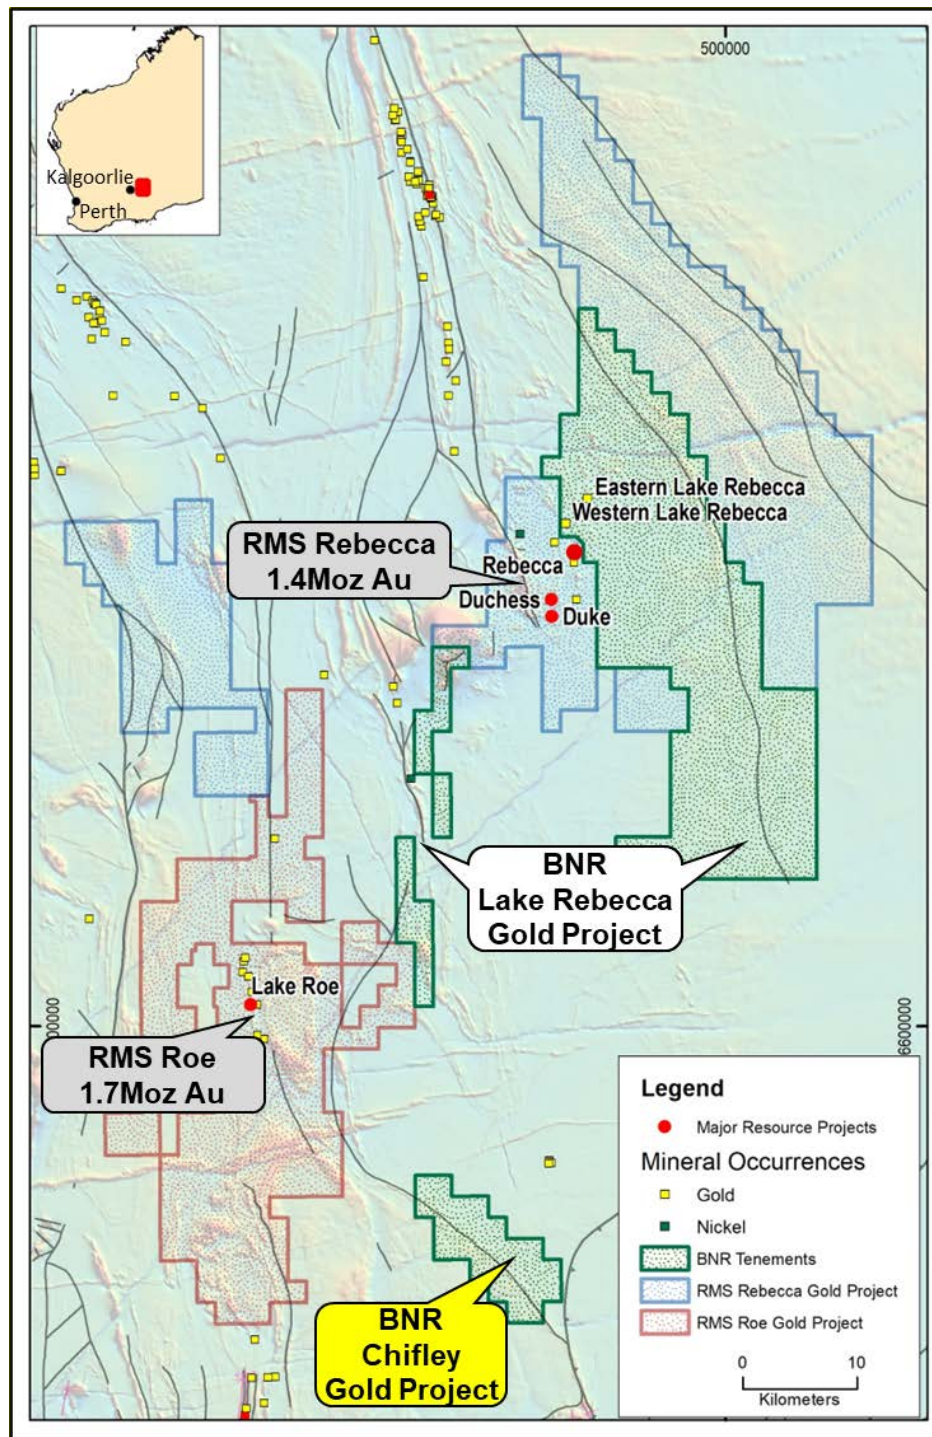 500000
Kalgoorlie
Perth
Eastern Lake Rebecca
Western Lake Rebecca
RMS Rebecca
1.4Moz Au
Rebecca
Duchess
Duke
BNR
Lake Rebecca
Gold Project
Lake Roe
RMS Roe
1.7Moz Au
6600000
BNR
Chifley
Gold Project
Legend
Major Resource Projects
Mineral Occurrences
Gold
Nickel
BNR Tenements
RMS Rebecca Gold Project
RMS Roe Gold Project
0 10
Kilometers